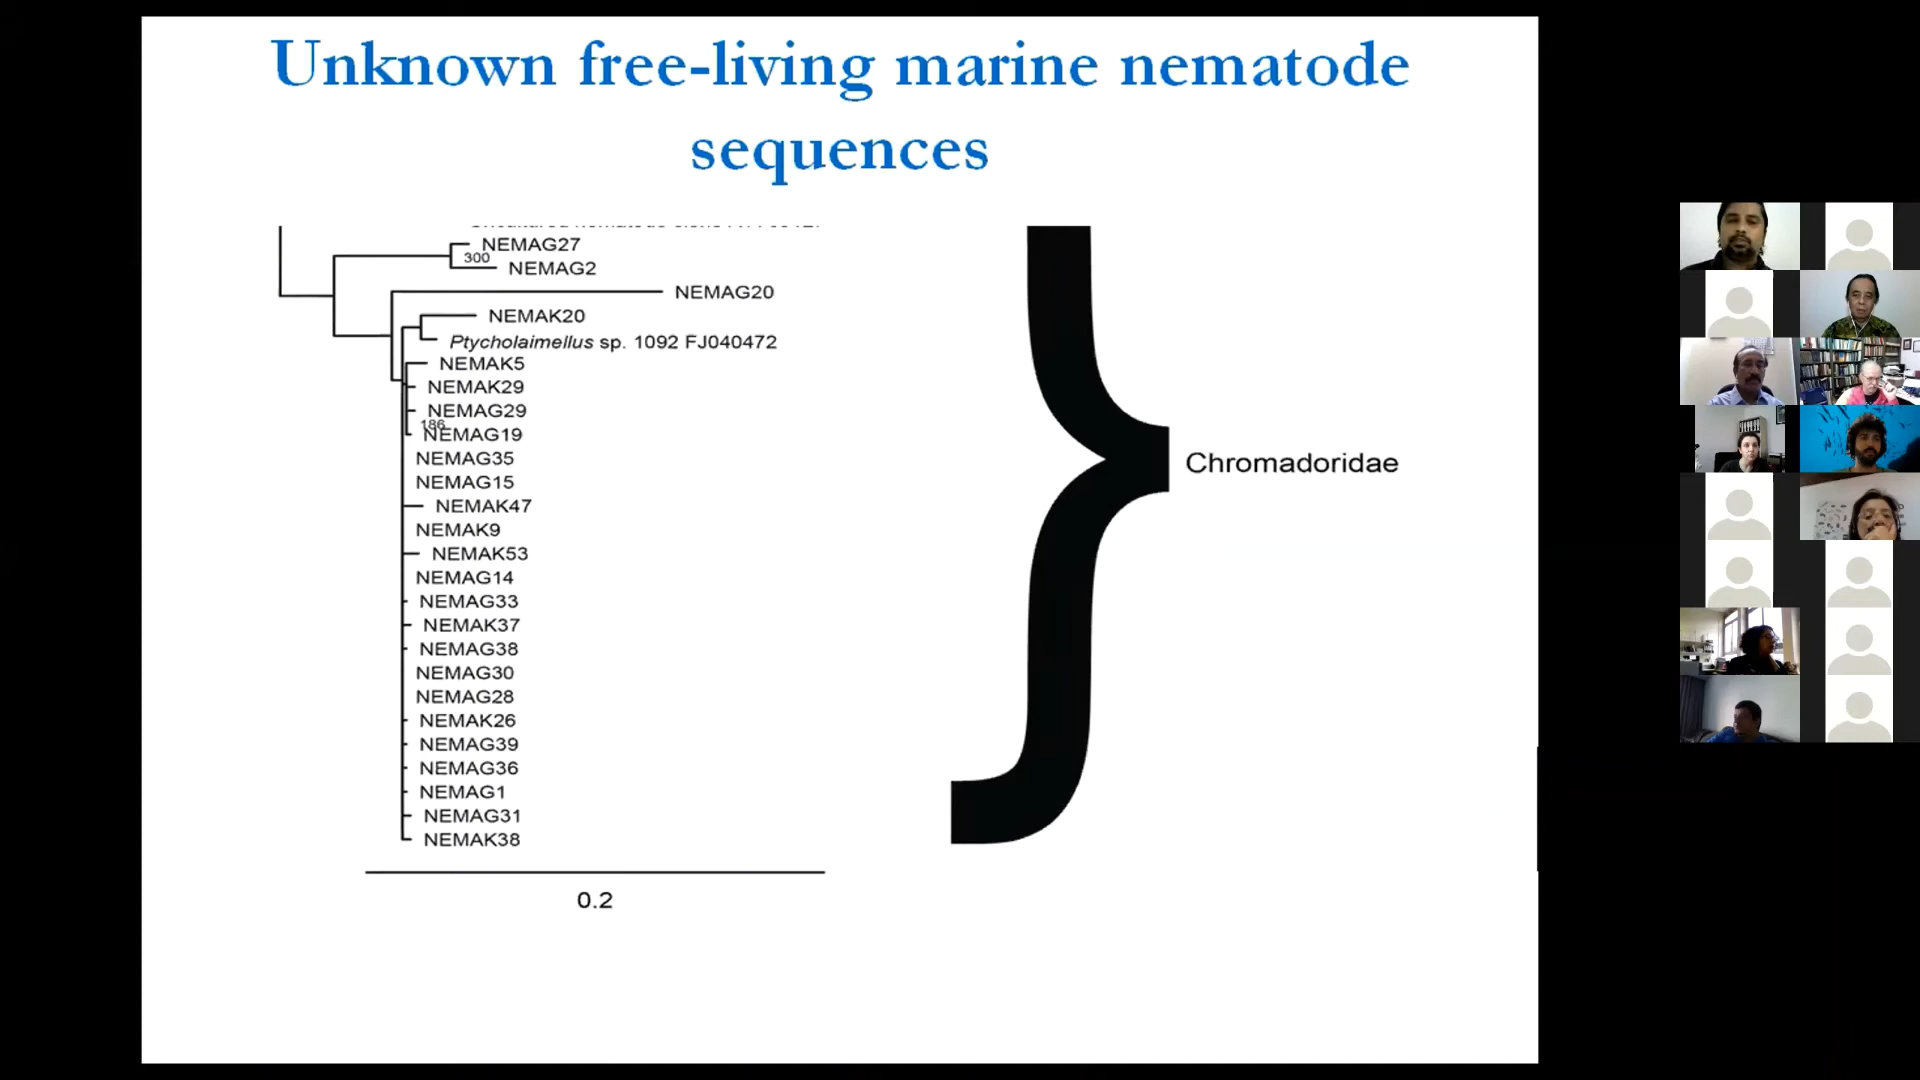 Unknown free-living marine nematode
sequences
NEMAG27
300
NEMAG2
NEMAG20
NEMAK20
Ptycholaimellus sp. 1092 FJ040472
NEMAK5
NEMAK29
NEMAG29
186
NEMAG19
NEMAG35
Chromadoridae
NEMAG15
NEMAK47
NEMAK9
NEMAK53
NEMAG14
NEMAG33
NEMAK37
NEMAG38
NEMAG30
NEMAG28
NEMAK26
NEMAG39
NEMAG36
NEMAG1
NEMAG31
NEMAK38
0.2